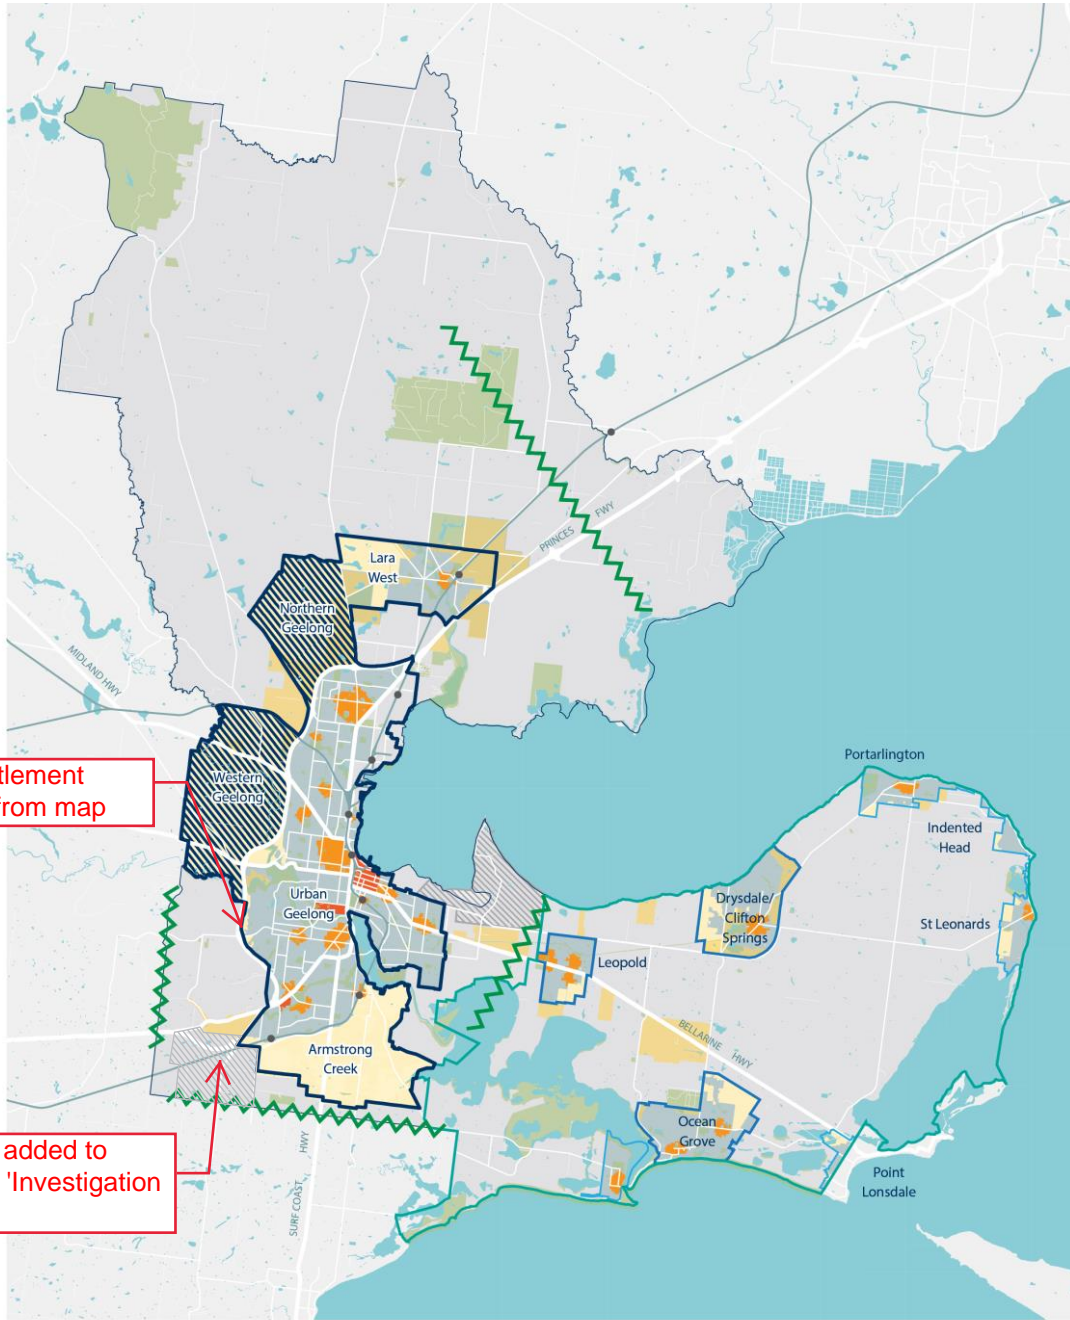 Lara
West
PRINCES FWY
Northern
Geelong
MIDLAND HWY
Western
Geelong
tlement
from map
Portarlington
Indented
Head
Urban
Geelong
Drysdale/
Clifton
Springs
St Leonards
Leopold
BELLARINE HWY
Armstrong
Creek
Ocean
Grove
added to
'Investigation
Point
Lonsdale
SURF COAST HWY